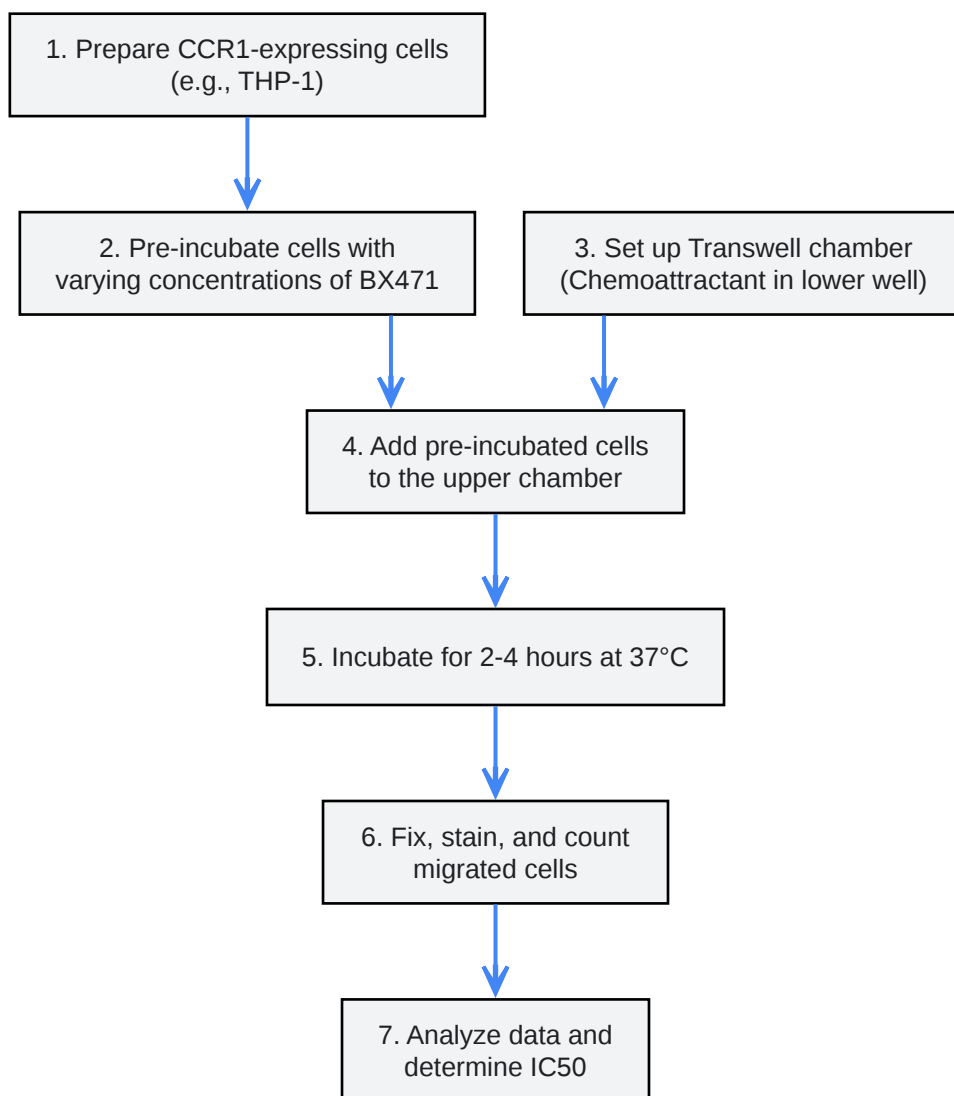 1. Prepare CCR1-expressing cells
(e.g., THP-1)
2. Pre-incubate cells with
varying concentrations of BX471
3. Set up Transwell chamber
(Chemoattractant in lower well)
4. Add pre-incubated cells
to the upper chamber
5. Incubate for 2-4 hours at 37°C
6. Fix, stain, and count
migrated cells
7. Analyze data and
determine IC50